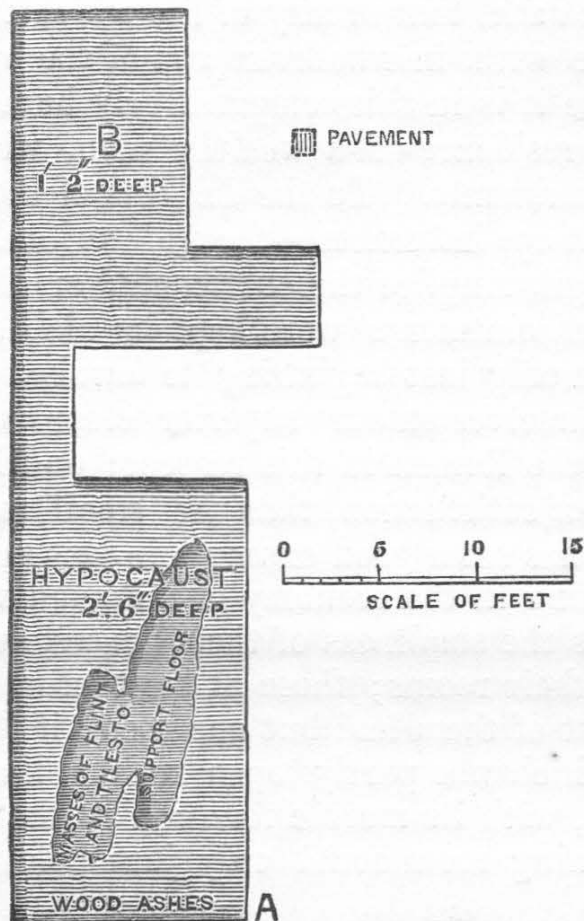 B
1' 2" DEEP
PAVEMENT
0 5 10 15
SCALE OF FEET
HYPOCAUST
2'. 6" DEEP
MASSES OF FLINT
AND TILES TO
SUPPORT FLOOR
WOOD ASHES
A